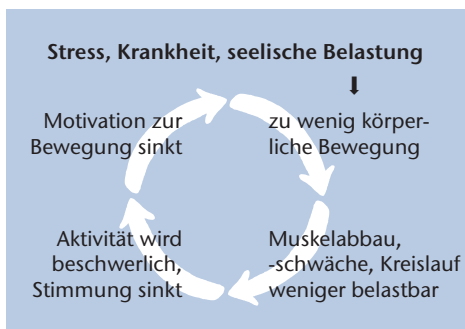 Stress, Krankheit, seelische Belastung
Motivation zur
Bewegung sinkt
zu wenig körper-
liche Bewegung
Aktivität wird
beschwerlich,
Stimmung sinkt
Muskelabbau,
-schwäche, Kreislauf
weniger belastbar